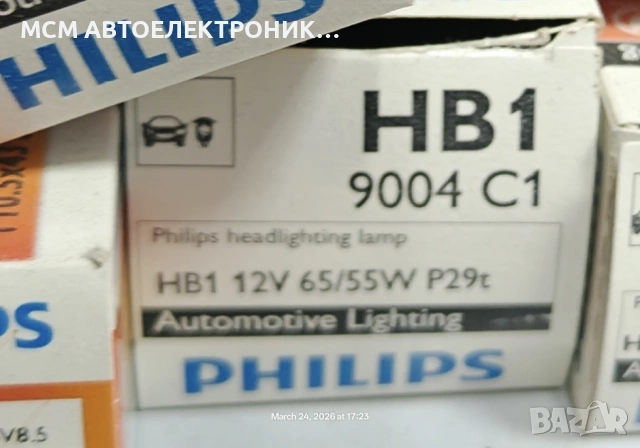 МСМ АВТОЕЛЕКТРОНИК...
PHILIPS
HB1
9004 C1
Philips headlighting lamp
HB1 12V 65/55W P29t
Automotive Lighting
PHILIPS
PS
V8.5
March 24, 2026 at 17:23
BAZAR